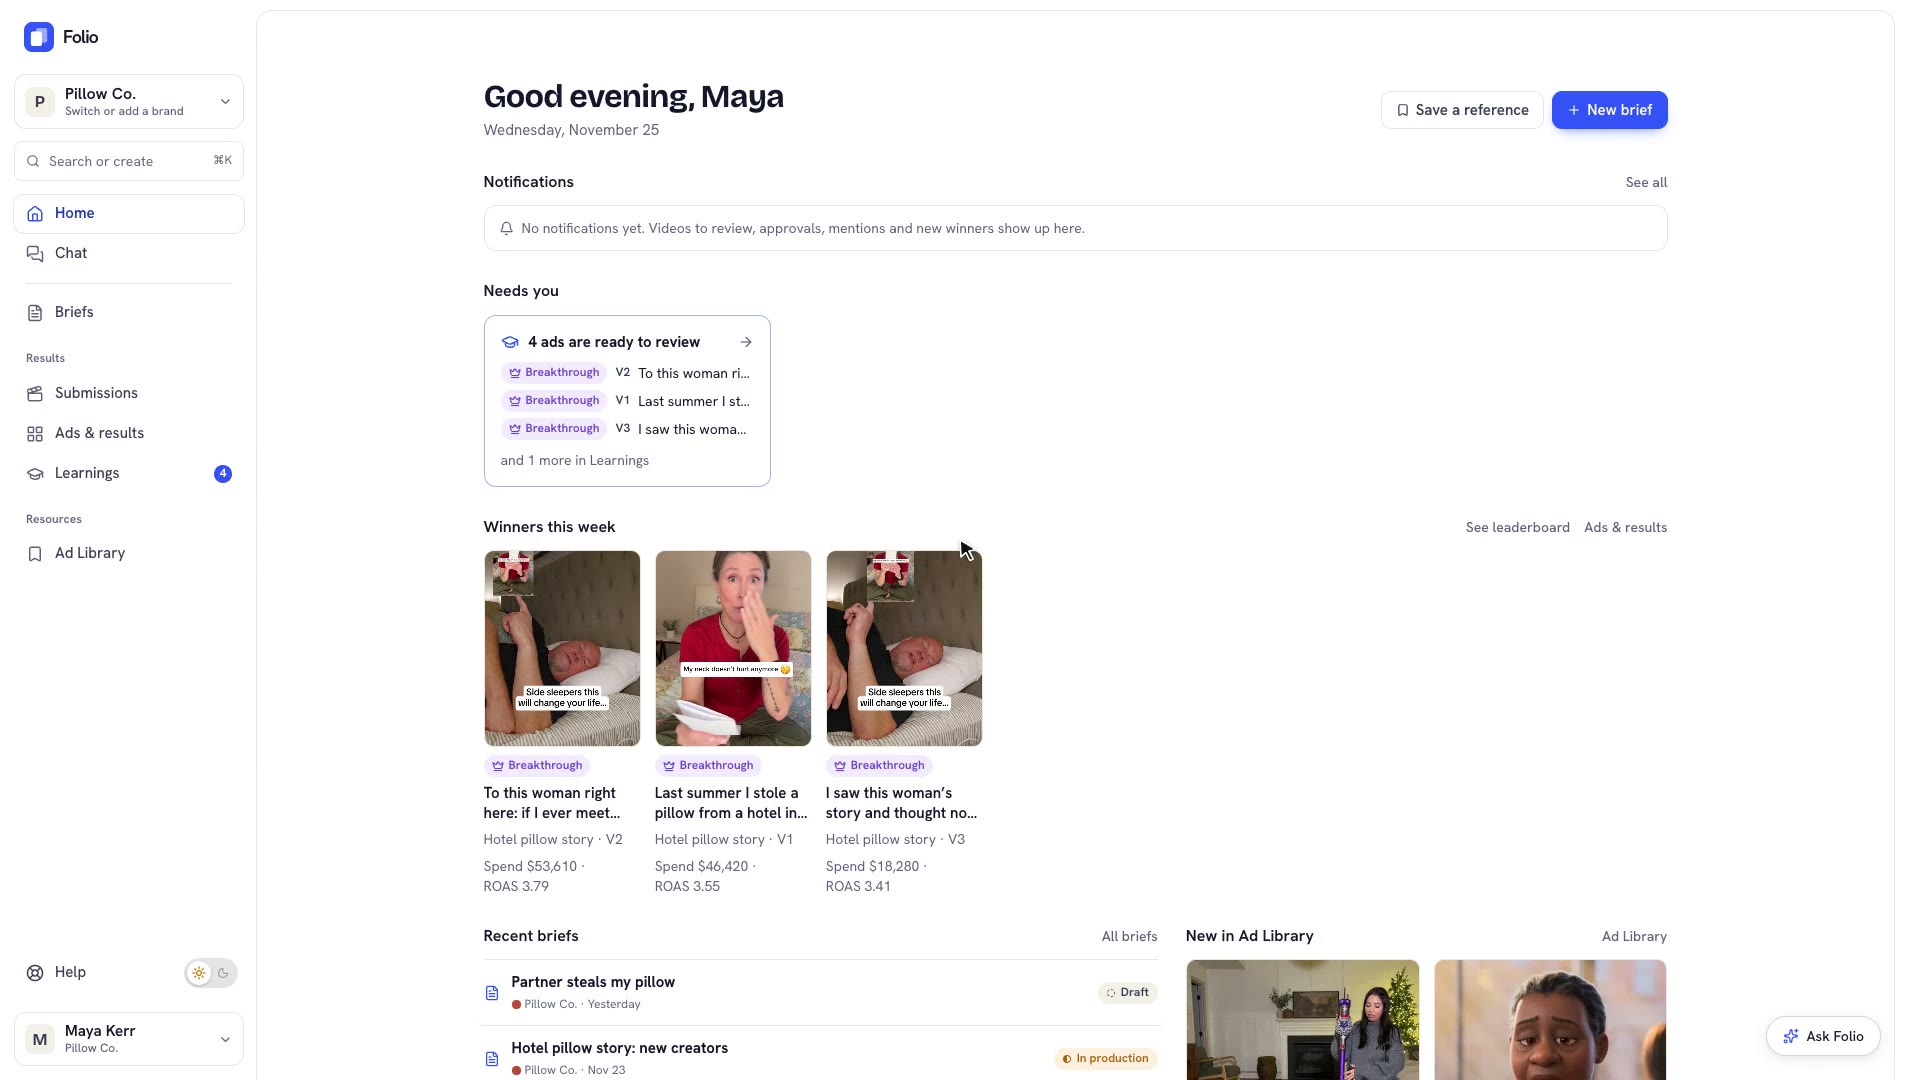 Folio
P
Pillow Co.
Switch or add a brand
Search or create
⌘K
Home
Chat
Briefs
Results
Submissions
Ads & results
Learnings
4
Resources
Ad Library
Help
M
Maya Kerr
Pillow Co.
Good evening, Maya
Wednesday, November 25
Save a reference
+ New brief
Notifications
See all
No notifications yet. Videos to review, approvals, mentions and new winners show up here.
Needs you
4 ads are ready to review
Breakthrough V2 To this woman ri...
Breakthrough V1 Last summer I st...
Breakthrough V3 I saw this woma...
and 1 more in Learnings
Winners this week
See leaderboard
Ads & results
Side sleepers this
will change your life...
Breakthrough
To this woman right
here: if I ever meet...
Hotel pillow story · V2
Spend $53,610 ·
ROAS 3.79
My neck doesn't hurt anymore
Breakthrough
Last summer I stole a
pillow from a hotel in...
Hotel pillow story · V1
Spend $46,420 ·
ROAS 3.55
Side sleepers this
will change your life...
Breakthrough
I saw this woman's
story and thought no...
Hotel pillow story · V3
Spend $18,280 ·
ROAS 3.41
Recent briefs
All briefs
Partner steals my pillow
Pillow Co. · Yesterday
Draft
Hotel pillow story: new creators
Pillow Co. · Nov 23
In production
New in Ad Library
Ad Library
Ask Folio